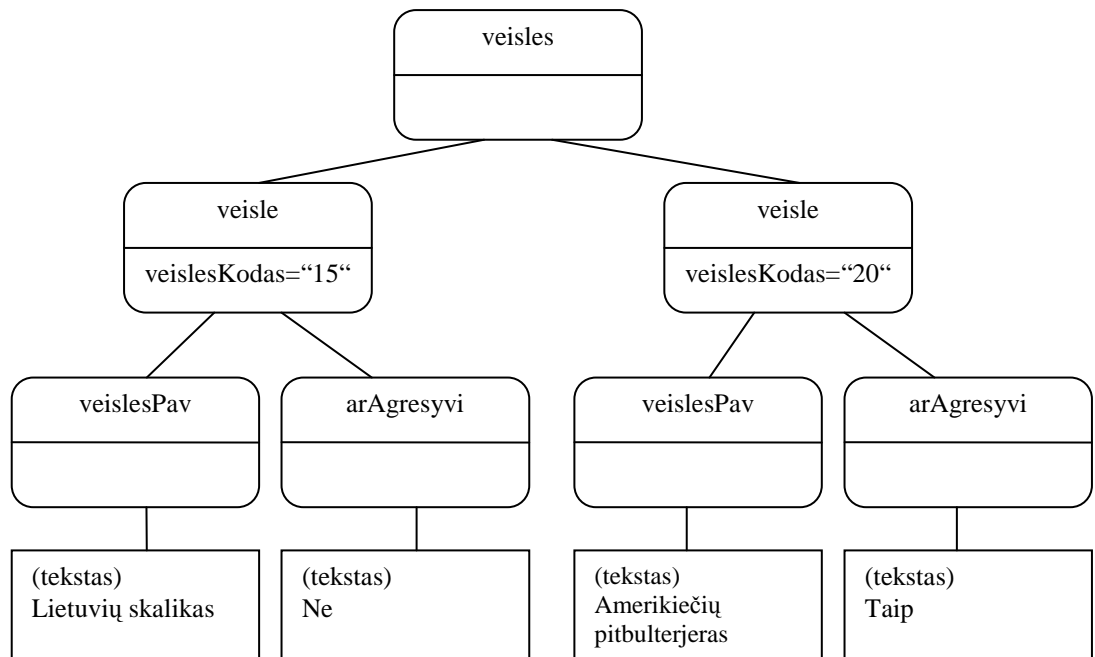 veisles
veisle
veislesKodas=“15“
veisle
veislesKodas=“20“
veislesPav
arAgresyvi
veislesPav
arAgresyvi
(tekstas)
Lietuvių skalikas
(tekstas)
Ne
(tekstas)
Amerikiečių
pitbulterjeras
(tekstas)
Taip